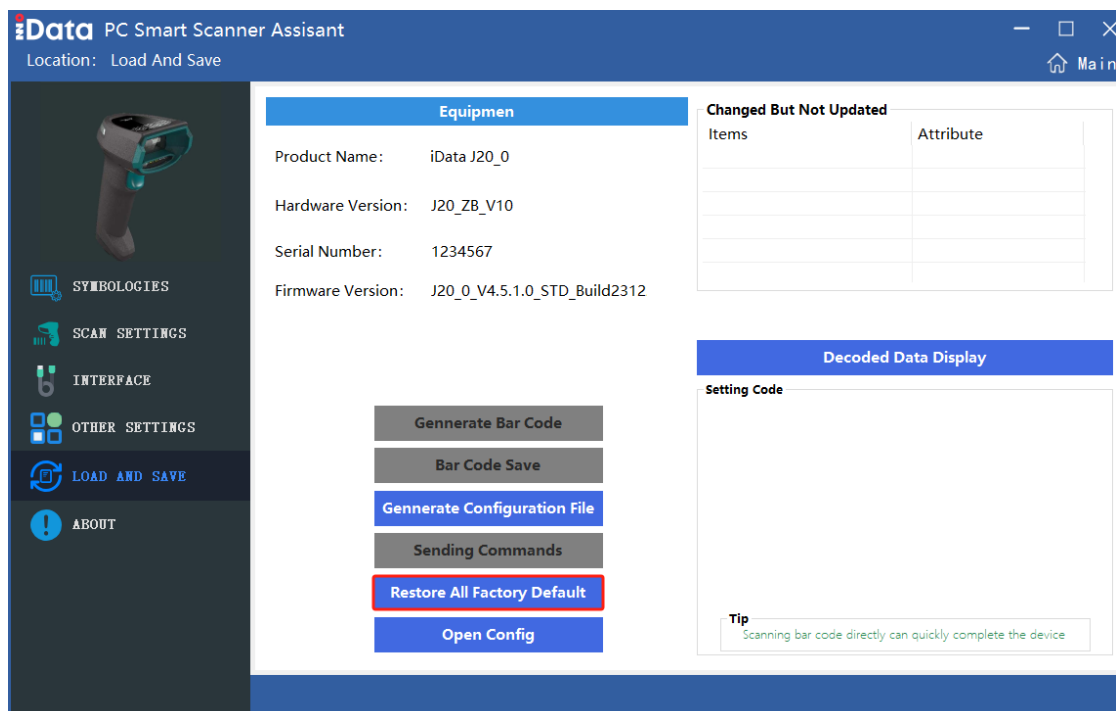 iData PC Smart Scanner Assisant
Location: Load And Save
Main
SYMBOLOGIES
SCAN SETTINGS
INTERFACE
OTHER SETTINGS
LOAD AND SAVE
ABOUT
Equipmen
Product Name: iData J20_0
Hardware Version: J20_ZB_V10
Serial Number: 1234567
Firmware Version: J20_0_V4.5.1.0_STD_Build2312
Gennerate Bar Code
Bar Code Save
Gennerate Configuration File
Sending Commands
Restore All Factory Default
Open Config
Changed But Not Updated
Items Attribute
Decoded Data Display
Setting Code
Tip
Scanning bar code directly can quickly complete the device